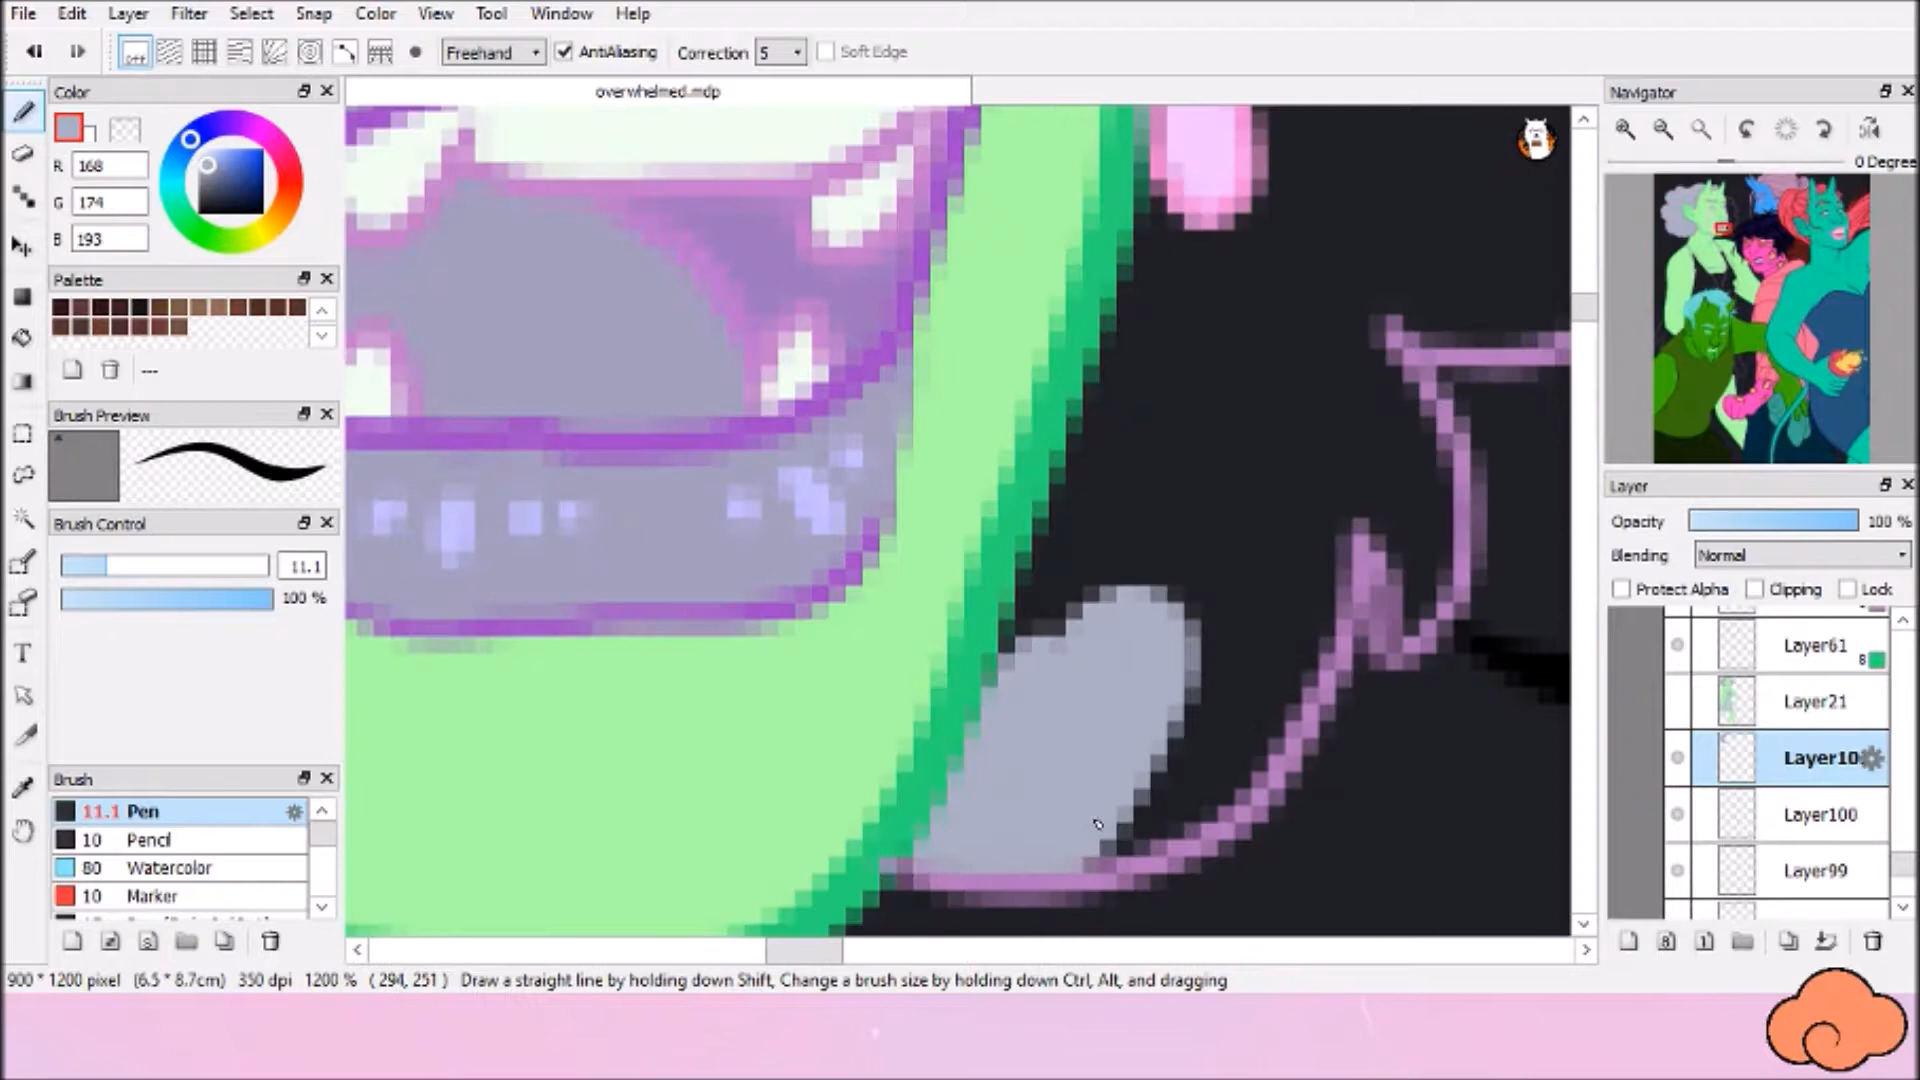 File Edit Layer Filter Select Snap Color View Tool Window Help
off Freehand AntiAliasing Correction 5 Soft Edge
Color
overwhelmed.mdp
Navigator
R 168
G 174
B 193
0 Degree
Palette
---
Brush Preview
Layer
Opacity 100 %
Brush Control
Blending Normal
11.1
Protect Alpha Clipping Lock
100 %
Layer61
8
Layer21
Layer10
Brush
11.1 Pen
Layer100
10 Pencil
80 Watercolor
Layer99
10 Marker
900 * 1200 pixel (6.5 * 8.7cm) 350 dpi 1200 % ( 294, 251 ) Draw a straight line by holding down Shift, Change a brush size by holding down Ctrl, Alt, and dragging